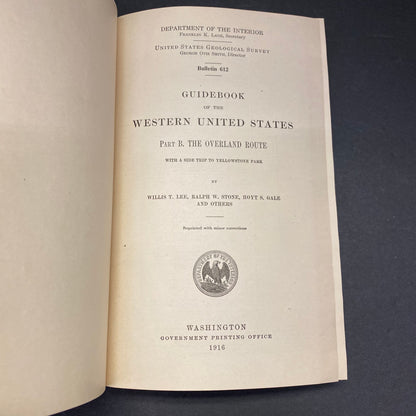 DEPARTMENT OF THE INTERIOR
FRANKLIN K. LANE, Secretary
UNITED STATES GEOLOGICAL SURVEY
GEORGE OTIS SMITH, Director
Bulletin 612
GUIDEBOOK
OF THE
WESTERN UNITED STATES
PART B. THE OVERLAND ROUTE
WITH A SIDE TRIP TO YELLOWSTONE PARK
BY
WILLIS T. LEE, RALPH W. STONE, HOYT S. GALE
AND OTHERS
Reprinted with minor corrections
WASHINGTON
GOVERNMENT PRINTING OFFICE
1916